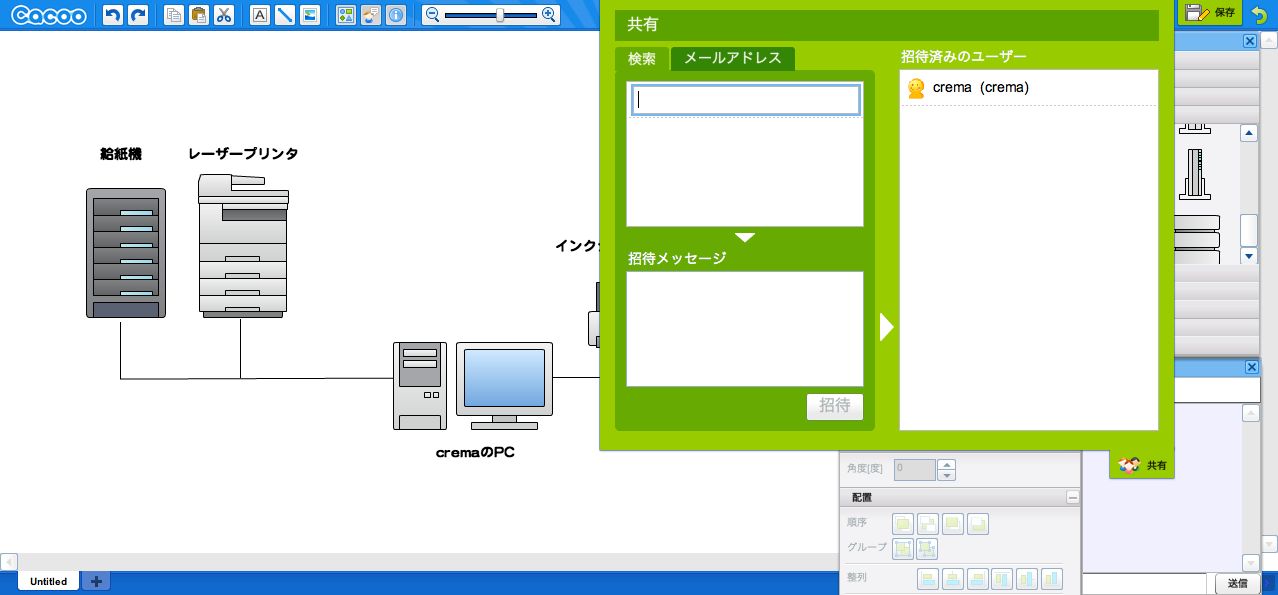 Cacoo
A
i
共有
保存
検索
メールアドレス
招待済みのユーザー
crema (crema)
招待メッセージ
招待
共有
給紙機
レーザープリンタ
インク
cremaのPC
角度[度]
0
配置
順序
グループ
整列
Untitled
+
送信